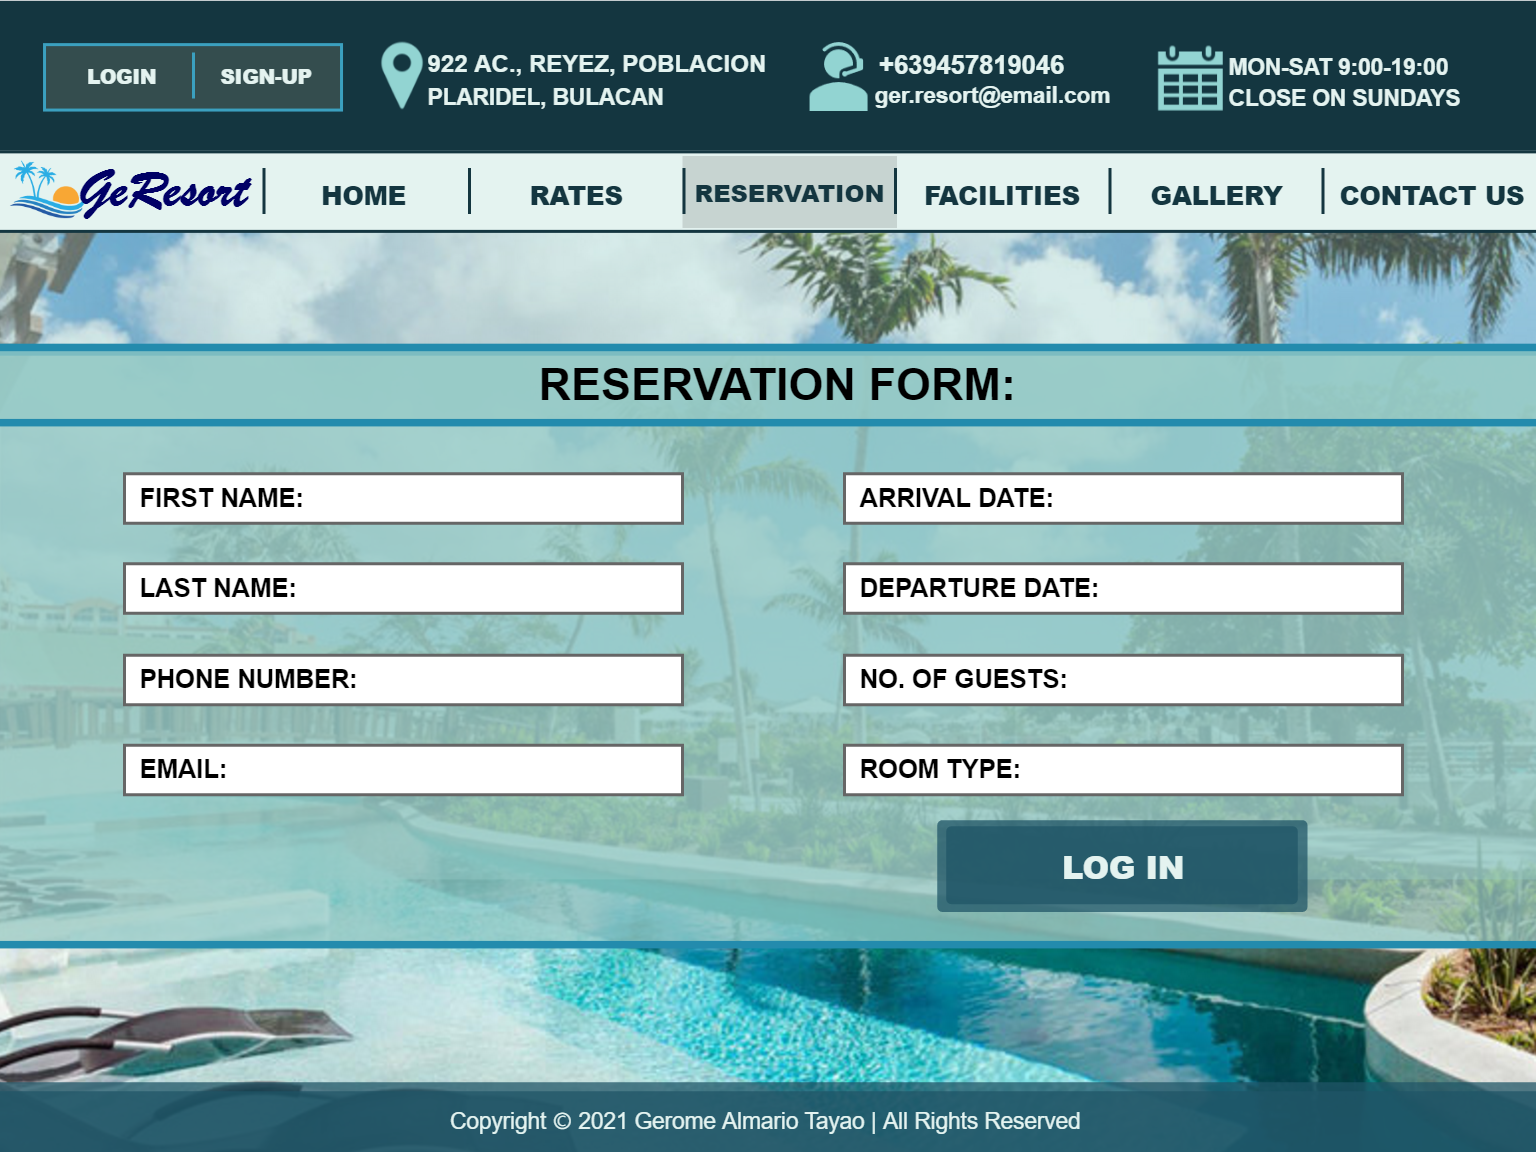 LOGIN
SIGN-UP
922 AC., REYEZ, POBLACION
PLARIDEL, BULACAN
+639457819046
ger.resort@email.com
MON-SAT 9:00-19:00
CLOSE ON SUNDAYS
GeResort
HOME
RATES
RESERVATION
FACILITIES
GALLERY
CONTACT US
RESERVATION FORM:
FIRST NAME:
LAST NAME:
PHONE NUMBER:
EMAIL:
ARRIVAL DATE:
DEPARTURE DATE:
NO. OF GUESTS:
ROOM TYPE:
LOG IN
Copyright © 2021 Gerome Almario Tayao | All Rights Reserved